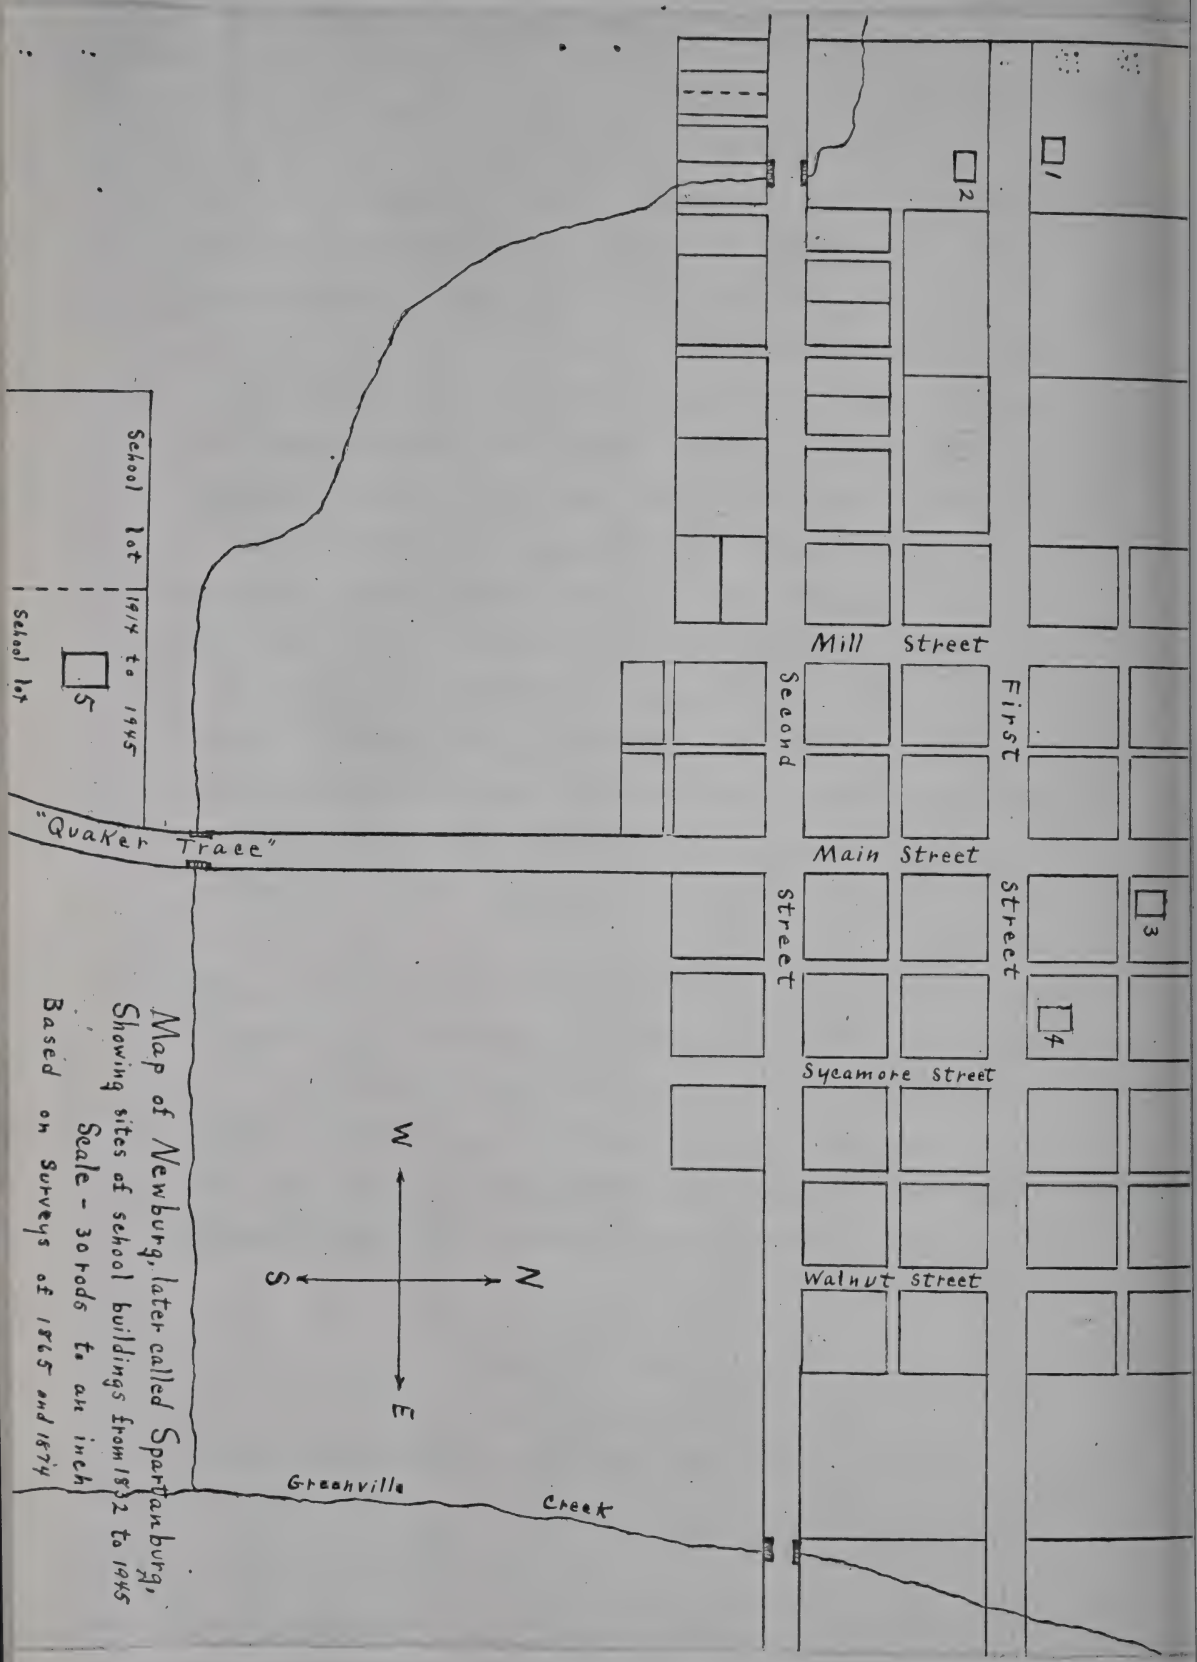 1
2
Mill Street
Second Street
First Street
Main Street
3
4
Sycamore Street
Walnut Street
School lot 1914 to 1945
School lot
5
"Quaker Trace"
W
N
S
E
Greenville Creek
Map of Newburg, later called Spartanburg,
Showing sites of school buildings from 1832 to 1945
Scale - 30 rods to an inch
Based on Surveys of 1865 and 1874